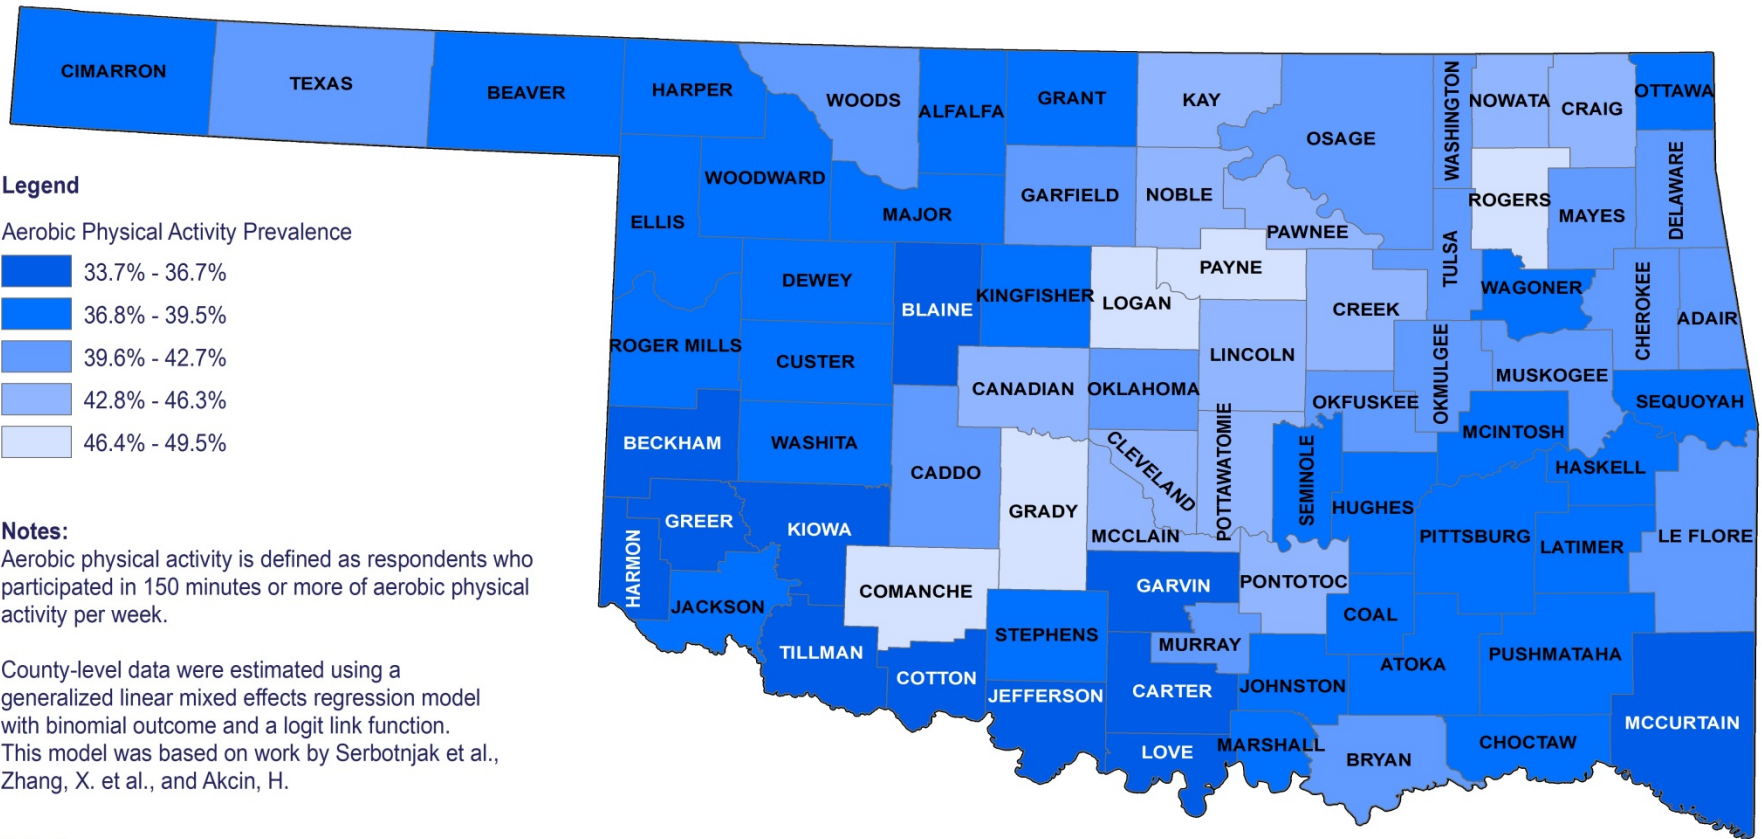 CIMARRON
TEXAS
BEAVER
HARPER
WOODS
ALFALFA
GRANT
KAY
OSAGE
WASHINGTON
NOWATA
CRAIG
OTTAWA
WOODWARD
ELLIS
MAJOR
GARFIELD
NOBLE
PAWNEE
ROGERS
MAYES
DELAWARE
DEWEY
BLAINE
KINGFISHER
LOGAN
PAYNE
CREEK
TULSA
WAGONER
CHEROKEE
ADAIR
ROGER MILLS
CUSTER
CANADIAN
OKLAHOMA
LINCOLN
OKFUSKEE
OKMULGEE
MUSKOGEE
SEQUOYAH
BECKHAM
WASHITA
CADDO
GRADY
CLEVELAND
POTTAWATOMIE
SEMINOLE
HUGHES
MCINTOSH
HASKELL
HARMON
GREER
KIOWA
COMANCHE
MCCLAIN
GARVIN
PONTOTOC
PITTSBURG
LATIMER
LE FLORE
JACKSON
TILLMAN
COTTON
STEPHENS
JEFFERSON
MURRAY
CARTER
LOVE
JOHNSTON
MARSHALL
COAL
ATOKA
BRYAN
PUSHMATAHA
CHOCTAW
MCCURTAIN
Legend
Aerobic Physical Activity Prevalence
33.7% - 36.7%
36.8% - 39.5%
39.6% - 42.7%
42.8% - 46.3%
46.4% - 49.5%
Notes:
Aerobic physical activity is defined as respondents who
participated in 150 minutes or more of aerobic physical
activity per week.
County-level data were estimated using a
generalized linear mixed effects regression model
with binomial outcome and a logit link function.
This model was based on work by Serbotnjak et al.,
Zhang, X. et al., and Akcin, H.